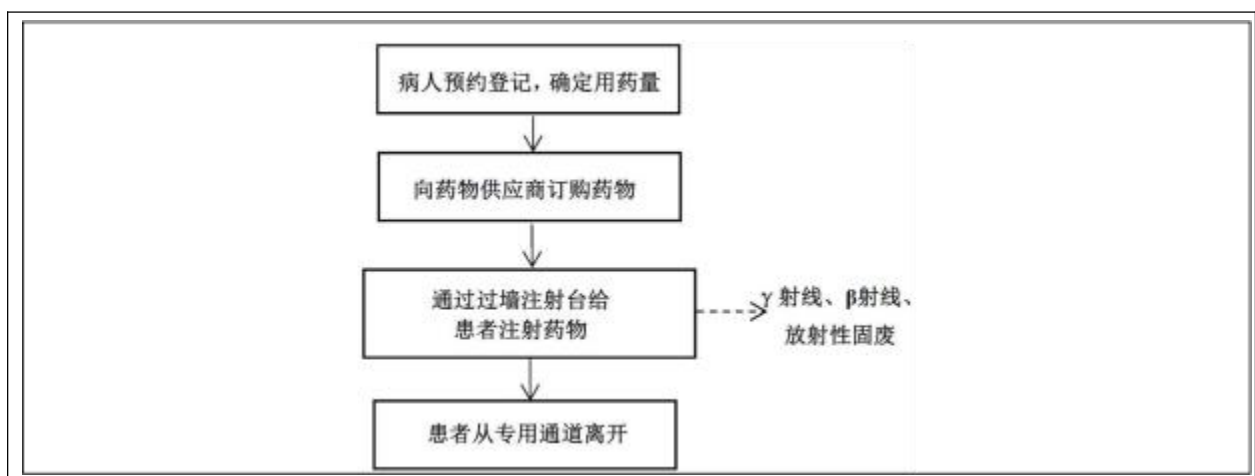 病人预约登记，确定用药量
向药物供应商订购药物
通过过墙注射台给
患者注射药物
γ射线、β射线、
放射性固废
患者从专用通道离开